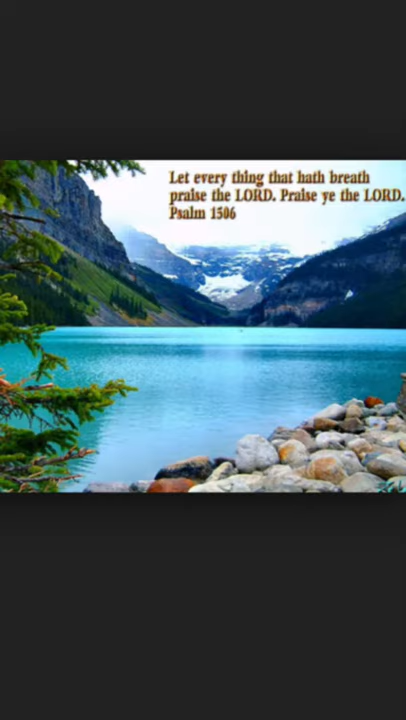 Let every thing that hath breath
praise the LORD. Praise ye the LORD.
Psalm 1506